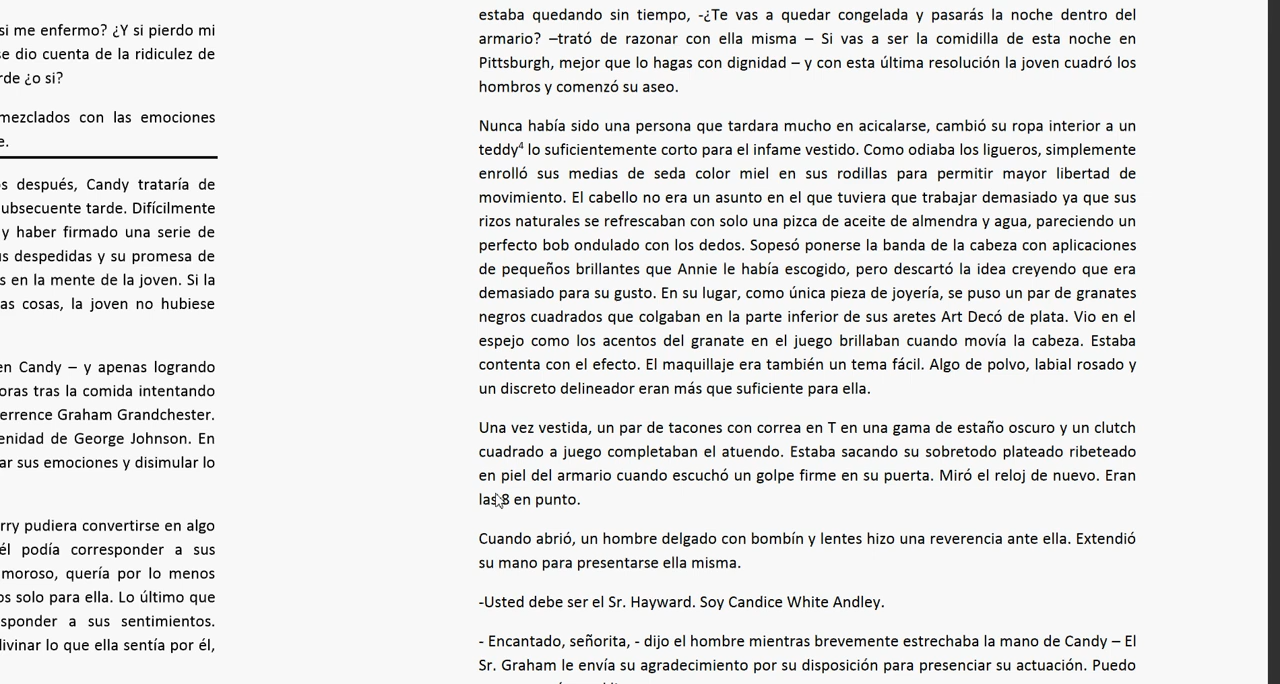 si me enfermo? ¿Y si pierdo mi
se dio cuenta de la ridiculez de
rde ¿o si?
mezclados con las emociones
e.
os después, Candy trataría de
ubsecuente tarde. Difícilmente
y haber firmado una serie de
us despedidas y su promesa de
s en la mente de la joven. Si la
as cosas, la joven no hubiese
en Candy – y apenas logrando
oras tras la comida intentando
errence Graham Grandchester.
enidad de George Johnson. En
ar sus emociones y disimular lo
rry pudiera convertirse en algo
él podía corresponder a sus
moroso, quería por lo menos
os solo para ella. Lo último que
sponder a sus sentimientos.
livinar lo que ella sentía por él,
estaba quedando sin tiempo, -¿Te vas a quedar congelada y pasarás la noche dentro del
armario? –trató de razonar con ella misma – Si vas a ser la comidilla de esta noche en
Pittsburgh, mejor que lo hagas con dignidad – y con esta última resolución la joven cuadró los
hombros y comenzó su aseo.
Nunca había sido una persona que tardara mucho en acicalarse, cambió su ropa interior a un
teddy⁴ lo suficientemente corto para el infame vestido. Como odiaba los ligueros, simplemente
enrolló sus medias de seda color miel en sus rodillas para permitir mayor libertad de
movimiento. El cabello no era un asunto en el que tuviera que trabajar demasiado ya que sus
rizos naturales se refrescaban con solo una pizca de aceite de almendra y agua, pareciendo un
perfecto bob ondulado con los dedos. Sopesó ponerse la banda de la cabeza con aplicaciones
de pequeños brillantes que Annie le había escogido, pero descartó la idea creyendo que era
demasiado para su gusto. En su lugar, como única pieza de joyería, se puso un par de granates
negros cuadrados que colgaban en la parte inferior de sus aretes Art Decó de plata. Vio en el
espejo como los acentos del granate en el juego brillaban cuando movía la cabeza. Estaba
contenta con el efecto. El maquillaje era también un tema fácil. Algo de polvo, labial rosado y
un discreto delineador eran más que suficiente para ella.
Una vez vestida, un par de tacones con correa en T en una gama de estaño oscuro y un clutch
cuadrado a juego completaban el atuendo. Estaba sacando su sobretodo plateado ribeteado
en piel del armario cuando escuchó un golpe firme en su puerta. Miró el reloj de nuevo. Eran
las 8 en punto.
Cuando abrió, un hombre delgado con bombín y lentes hizo una reverencia ante ella. Extendió
su mano para presentarse ella misma.
-Usted debe ser el Sr. Hayward. Soy Candice White Andley.
- Encantado, señorita, - dijo el hombre mientras brevemente estrechaba la mano de Candy – El
Sr. Graham le envía su agradecimiento por su disposición para presenciar su actuación. Puedo